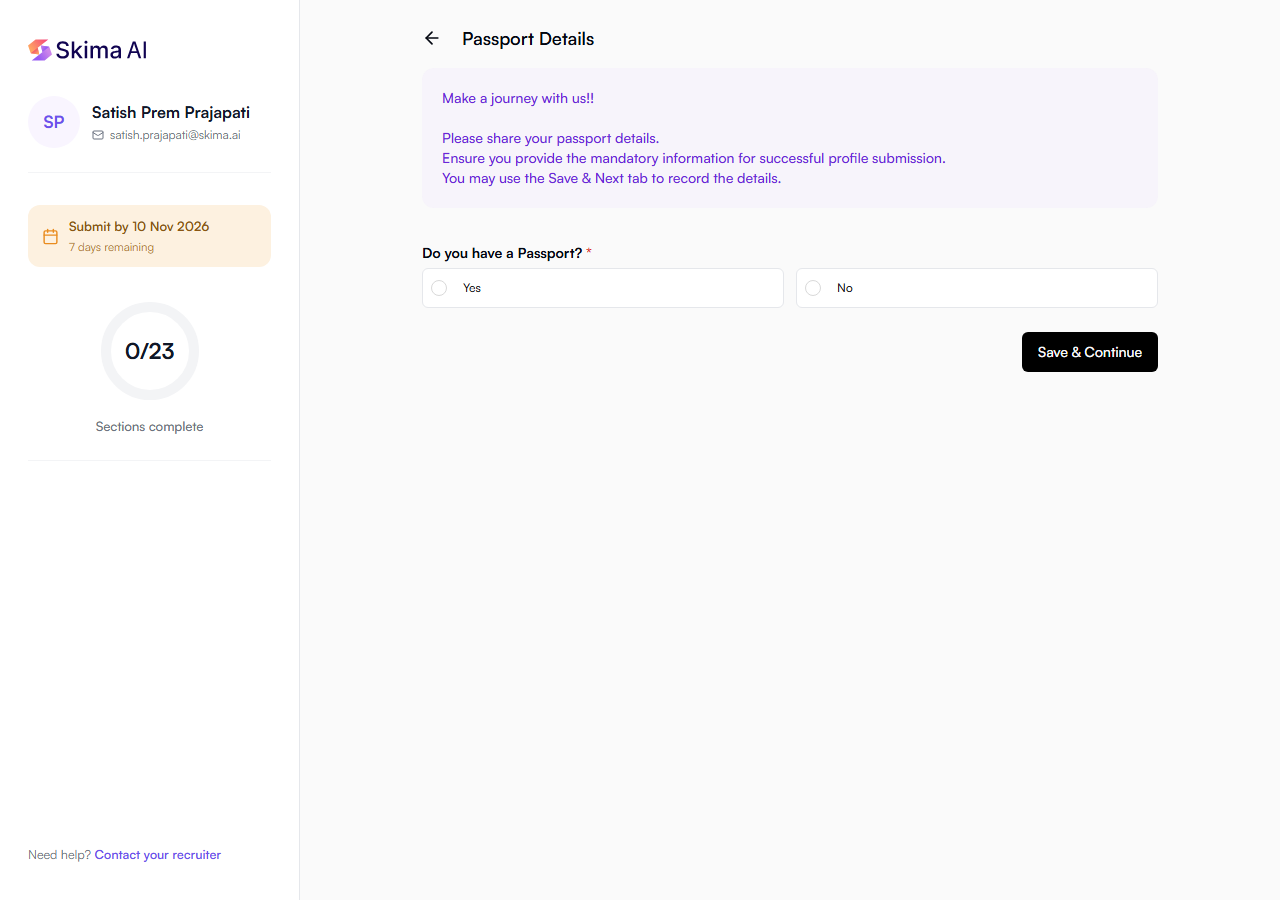 Skima AI
SP
Satish Prem Prajapati
satish.prajapati@skima.ai
Submit by 10 Nov 2026
7 days remaining
0/23
Sections complete
Need help? Contact your recruiter
Passport Details
Make a journey with us!!
Please share your passport details.
Ensure you provide the mandatory information for successful profile submission.
You may use the Save & Next tab to record the details.
Do you have a Passport? *
Yes
No
Save & Continue